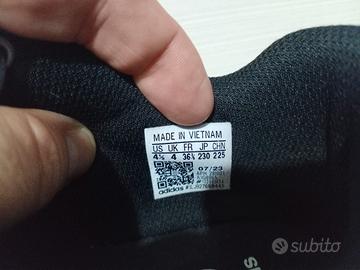 MADE IN VIETNAM
US UK FR JP CHN
4½ 4 36⅔ 230 225
07/23
adidas
subito